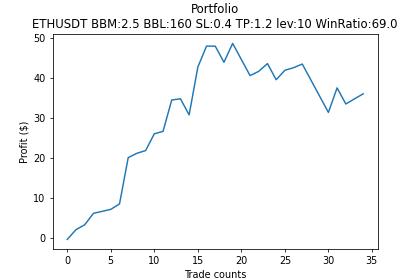 Portfolio
ETHUSDT BBM:2.5 BBL:160 SL:0.4 TP:1.2 lev:10 WinRatio:69.0
50
40
30
20
10
0
Profit ($)
0 5 10 15 20 25 30 35
Trade counts